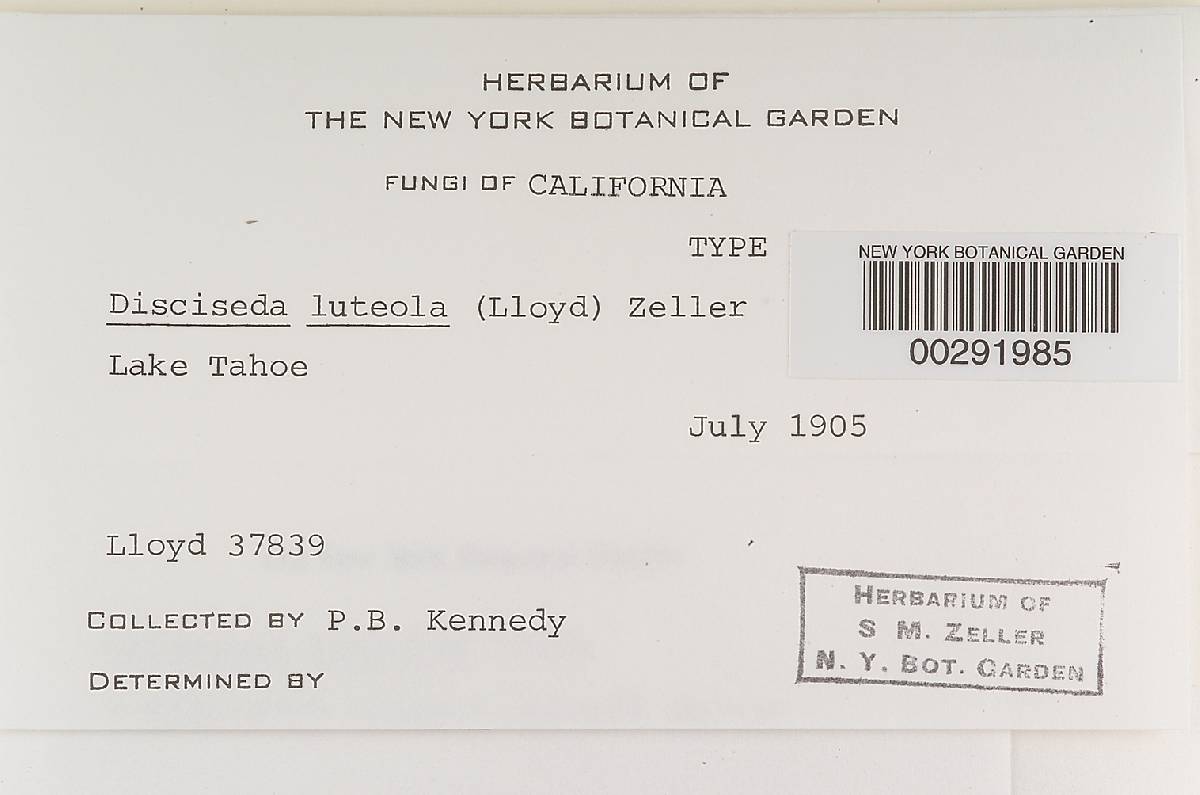 HERBARIUM OF
THE NEW YORK BOTANICAL GARDEN
FUNGI OF CALIFORNIA
TYPE
NEW YORK BOTANICAL GARDEN
00291985
Disciseda luteola (Lloyd) Zeller
Lake Tahoe
July 1905
Lloyd 37839
COLLECTED BY P.B. Kennedy
DETERMINED BY
HERBARIUM OF
S M. ZELLER
N. Y. BOT. GARDEN